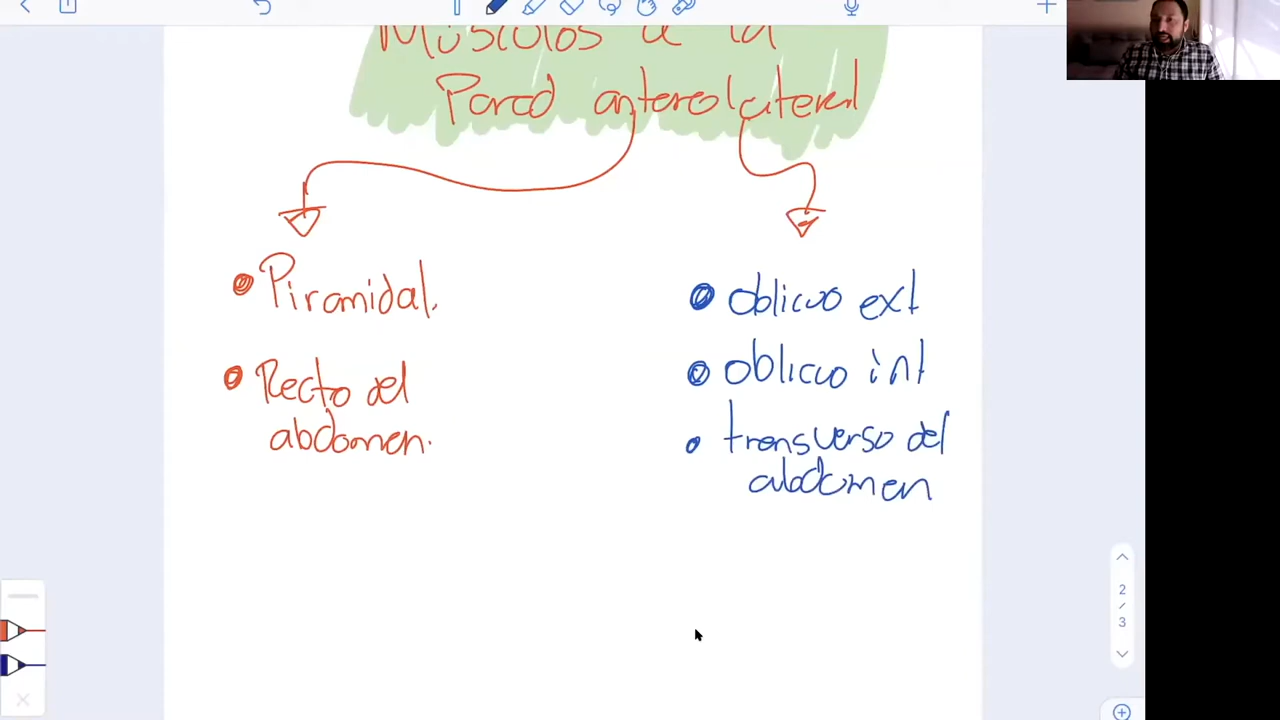 Músculos de la
Pared anterolateral
Piramidal.
Recto del
abdomen.
oblicuo ext
oblicuo int
transverso del
abdomen
2
/
3